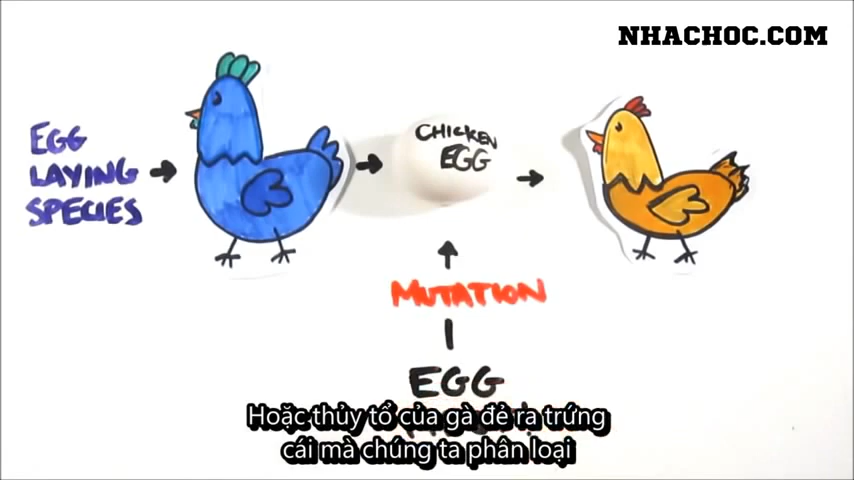 NHACHOC.COM
EGG
LAYING
SPECIES
CHICKEN
EGG
MUTATION
EGG
Hoặc thủy tổ của gà đẻ ra trứng
cái mà chúng ta phân loại